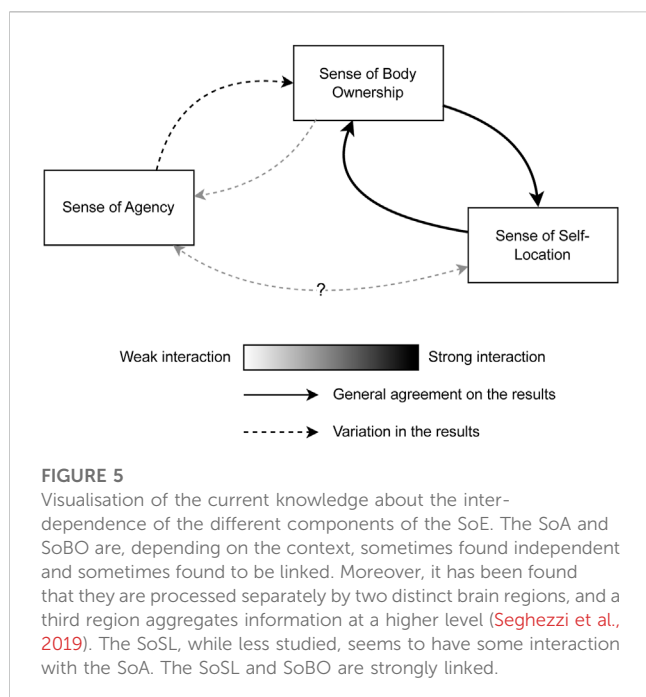 Sense of Body
Ownership
Sense of Agency
Sense of Self-
Location
?
Weak interaction
Strong interaction
General agreement on the results
Variation in the results
FIGURE 5
Visualisation of the current knowledge about the inter-
dependence of the different components of the SoE. The SoA and
SoBO are, depending on the context, sometimes found independent
and sometimes found to be linked. Moreover, it has been found
that they are processed separately by two distinct brain regions, and a
third region aggregates information at a higher level (Seghezzi et al.,
2019). The SoSL, while less studied, seems to have some interaction
with the SoA. The SoSL and SoBO are strongly linked.